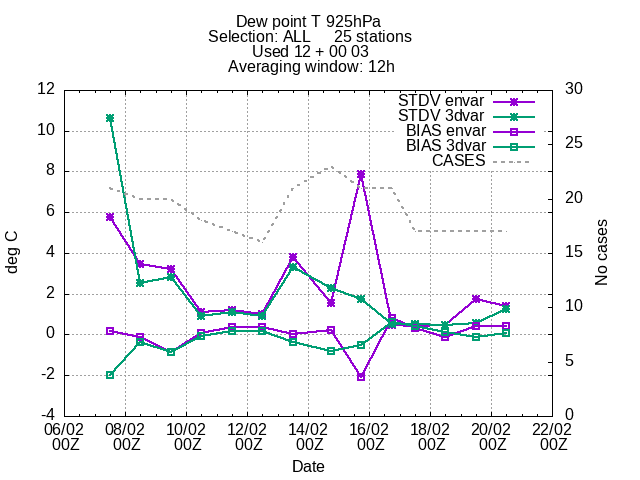 Dew point T 925hPa
Selection: ALL 25 stations
Used 12 + 00 03
Averaging window: 12h
STDV envar
STDV 3dvar
BIAS envar
BIAS 3dvar
CASES
12
10
8
6
4
2
0
-2
-4
deg C
30
25
20
15
10
5
0
No cases
06/02 08/02 10/02 12/02 14/02 16/02 18/02 20/02 22/02
00Z 00Z 00Z 00Z 00Z 00Z 00Z 00Z 00Z
Date